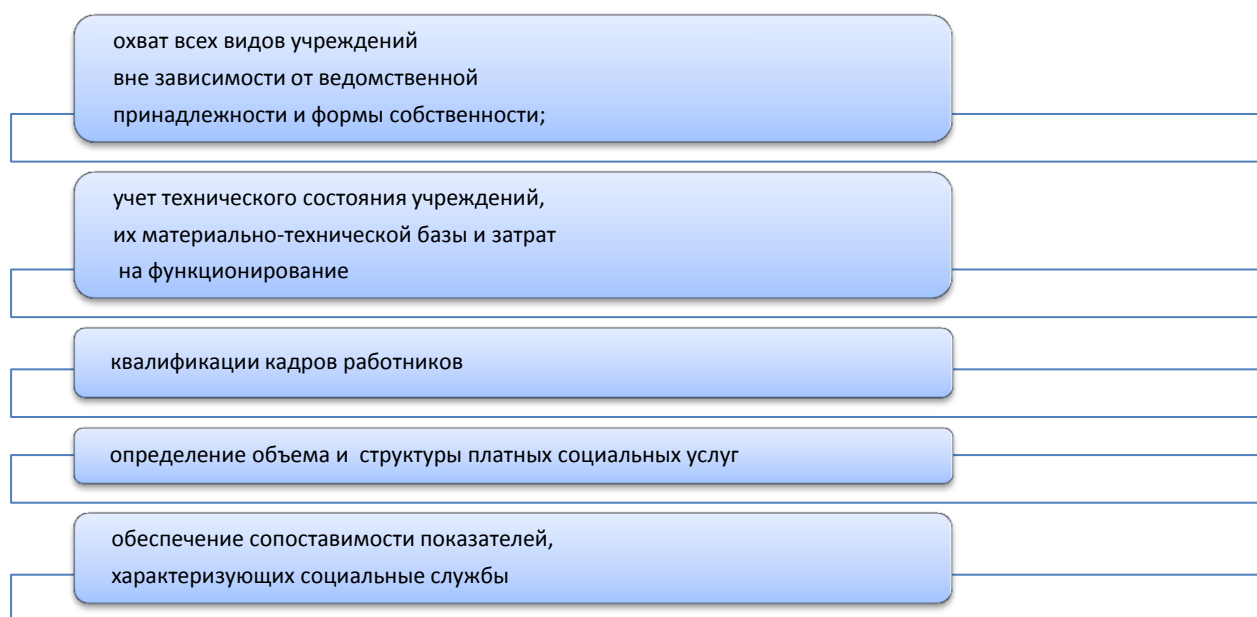 охват всех видов учреждений
вне зависимости от ведомственной
принадлежности и формы собственности;
учет технического состояния учреждений,
их материально-технической базы и затрат
на функционирование
квалификации кадров работников
определение объема и структуры платных социальных услуг
обеспечение сопоставимости показателей,
характеризующих социальные службы